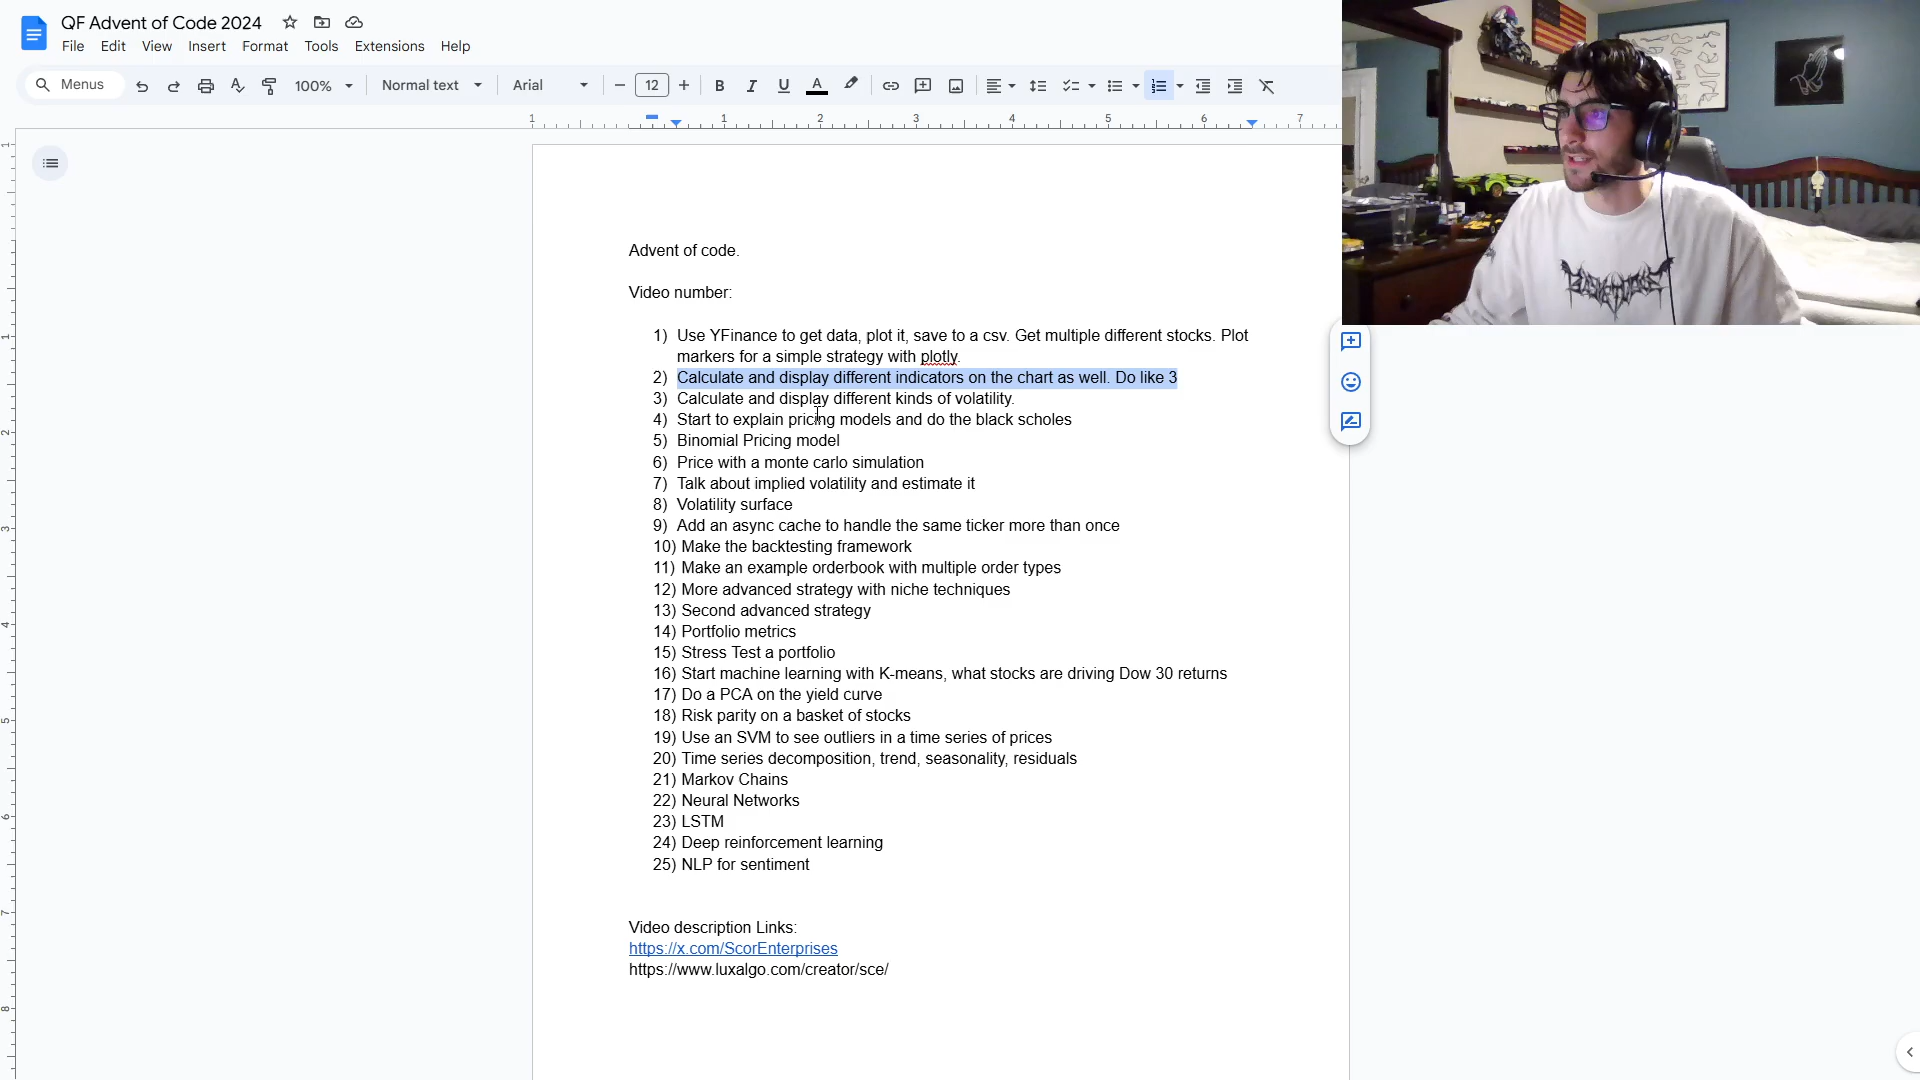 QF Advent of Code 2024
File Edit View Insert Format Tools Extensions Help
Menus 100% Normal text Arial 12 B I U A
1 1 2 3 4 5 6 7
Advent of code.
Video number:
1) Use YFinance to get data, plot it, save to a csv. Get multiple different stocks. Plot
markers for a simple strategy with plotly.
2) Calculate and display different indicators on the chart as well. Do like 3
3) Calculate and display different kinds of volatility.
4) Start to explain pricing models and do the black scholes
5) Binomial Pricing model
6) Price with a monte carlo simulation
7) Talk about implied volatility and estimate it
8) Volatility surface
9) Add an async cache to handle the same ticker more than once
10) Make the backtesting framework
11) Make an example orderbook with multiple order types
12) More advanced strategy with niche techniques
13) Second advanced strategy
14) Portfolio metrics
15) Stress Test a portfolio
16) Start machine learning with K-means, what stocks are driving Dow 30 returns
17) Do a PCA on the yield curve
18) Risk parity on a basket of stocks
19) Use an SVM to see outliers in a time series of prices
20) Time series decomposition, trend, seasonality, residuals
21) Markov Chains
22) Neural Networks
23) LSTM
24) Deep reinforcement learning
25) NLP for sentiment
Video description Links:
https://x.com/ScorEnterprises
https://www.luxalgo.com/creator/sce/